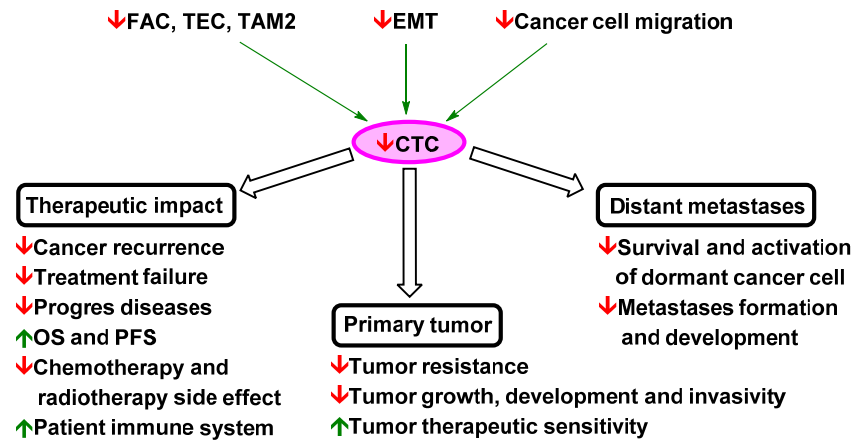 ↓FAC, TEC, TAM2
↓EMT
↓Cancer cell migration
↓CTC
Therapeutic impact
↓Cancer recurrence
↓Treatment failure
↓Progres diseases
↑OS and PFS
↓Chemotherapy and
radiotherapy side effect
↑Patient immune system
Primary tumor
↓Tumor resistance
↓Tumor growth, development and invasivity
↑Tumor therapeutic sensitivity
Distant metastases
↓Survival and activation
of dormant cancer cell
↓Metastases formation
and development